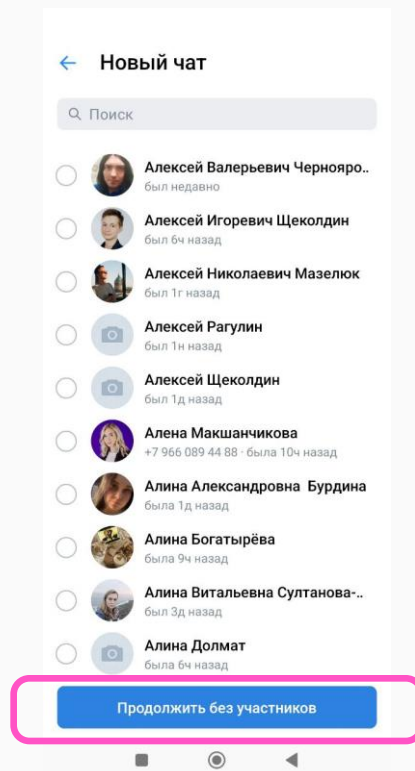 Новый чат
Поиск
Алексей Валерьевич Чернояро..
был недавно
Алексей Игоревич Щеколдин
был 6ч назад
Алексей Николаевич Мазелюк
был 1г назад
Алексей Рагулин
был 1н назад
Алексей Щеколдин
был 1д назад
Алена Макшанчикова
+7 966 089 44 88 · была 10ч назад
Алина Александровна Бурдина
была 1д назад
Алина Богатырёва
была 9ч назад
Алина Витальевна Султанова-..
был 3д назад
Алина Долмат
была 6ч назад
Продолжить без участников